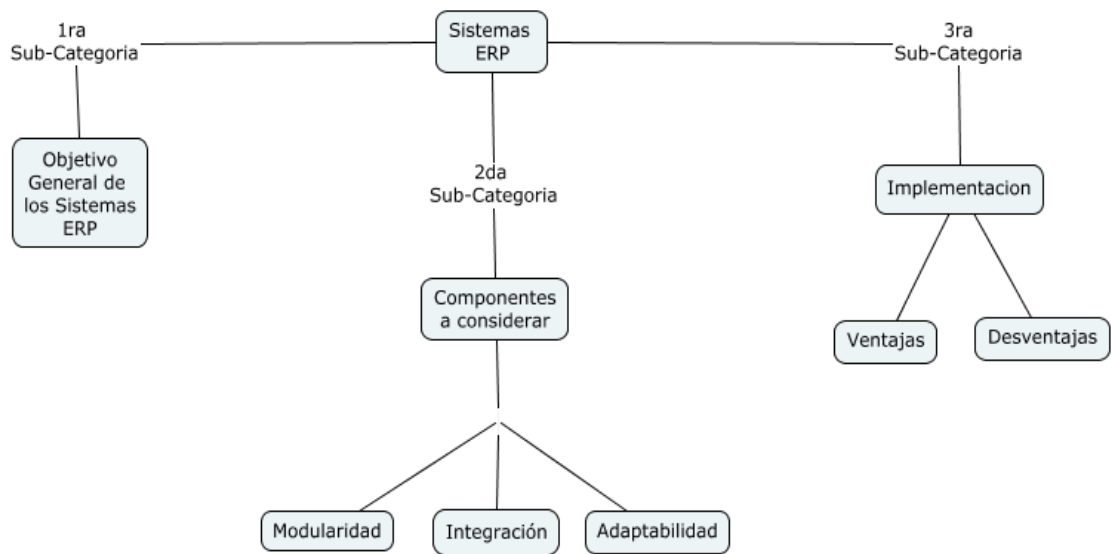 1ra
Sub-Categoria
Sistemas
ERP
3ra
Sub-Categoria
Objetivo
General de
los Sistemas
ERP
2da
Sub-Categoria
Implementacion
Componentes
a considerar
Ventajas
Desventajas
Modularidad
Integración
Adaptabilidad